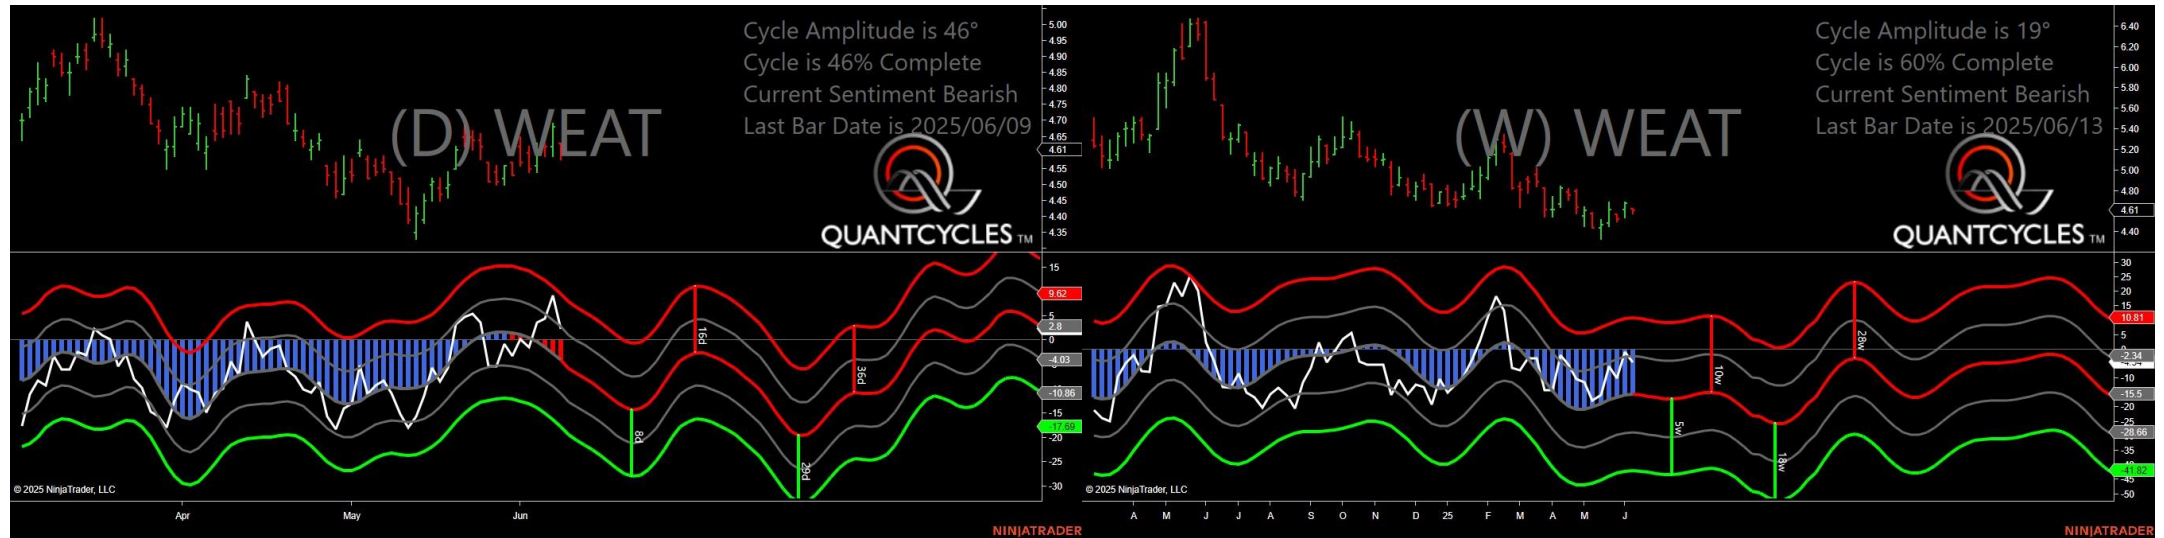 Cycle Amplitude is 46°
Cycle is 46% Complete
Current Sentiment Bearish
Last Bar Date is 2025/06/09
(D) WEAT
QUANTCYCLES TM
5.00
4.95
4.90
4.85
4.80
4.75
4.70
4.65
4.61
4.55
4.50
4.45
4.40
4.35
15
9.62
5
2.8
0
-4.03
-10.86
-15
-17.69
-20
-25
-30
8d
16d
29d
36d
© 2025 NinjaTrader, LLC
Apr
May
Jun
NINJATRADER
Cycle Amplitude is 19°
Cycle is 60% Complete
Current Sentiment Bearish
Last Bar Date is 2025/06/13
(W) WEAT
QUANTCYCLES TM
6.40
6.20
6.00
5.80
5.60
5.40
5.20
5.00
4.80
4.61
4.40
30
25
20
15
10.81
5
-2.34
-10
-15.5
-20
-25
-28.66
-35
-41.82
-45
-50
5w
10w
18w
28w
© 2025 NinjaTrader, LLC
A M J J A S O N D 25 F M A M J
NINJATRADER